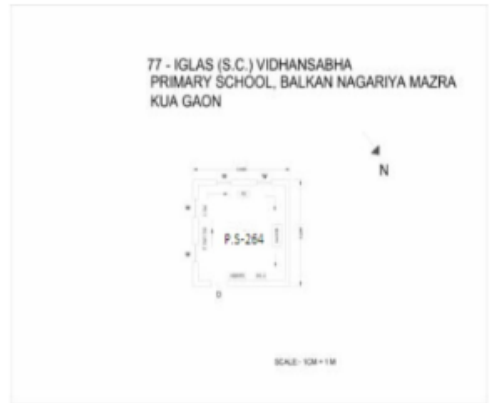 77 - IGLAS (S.C.) VIDHANSABHA
PRIMARY SCHOOL, BALKAN NAGARIYA MAZRA
KUA GAON
N
W W
W
P.S-264
W
D
SCALE:- 1CM = 1 M